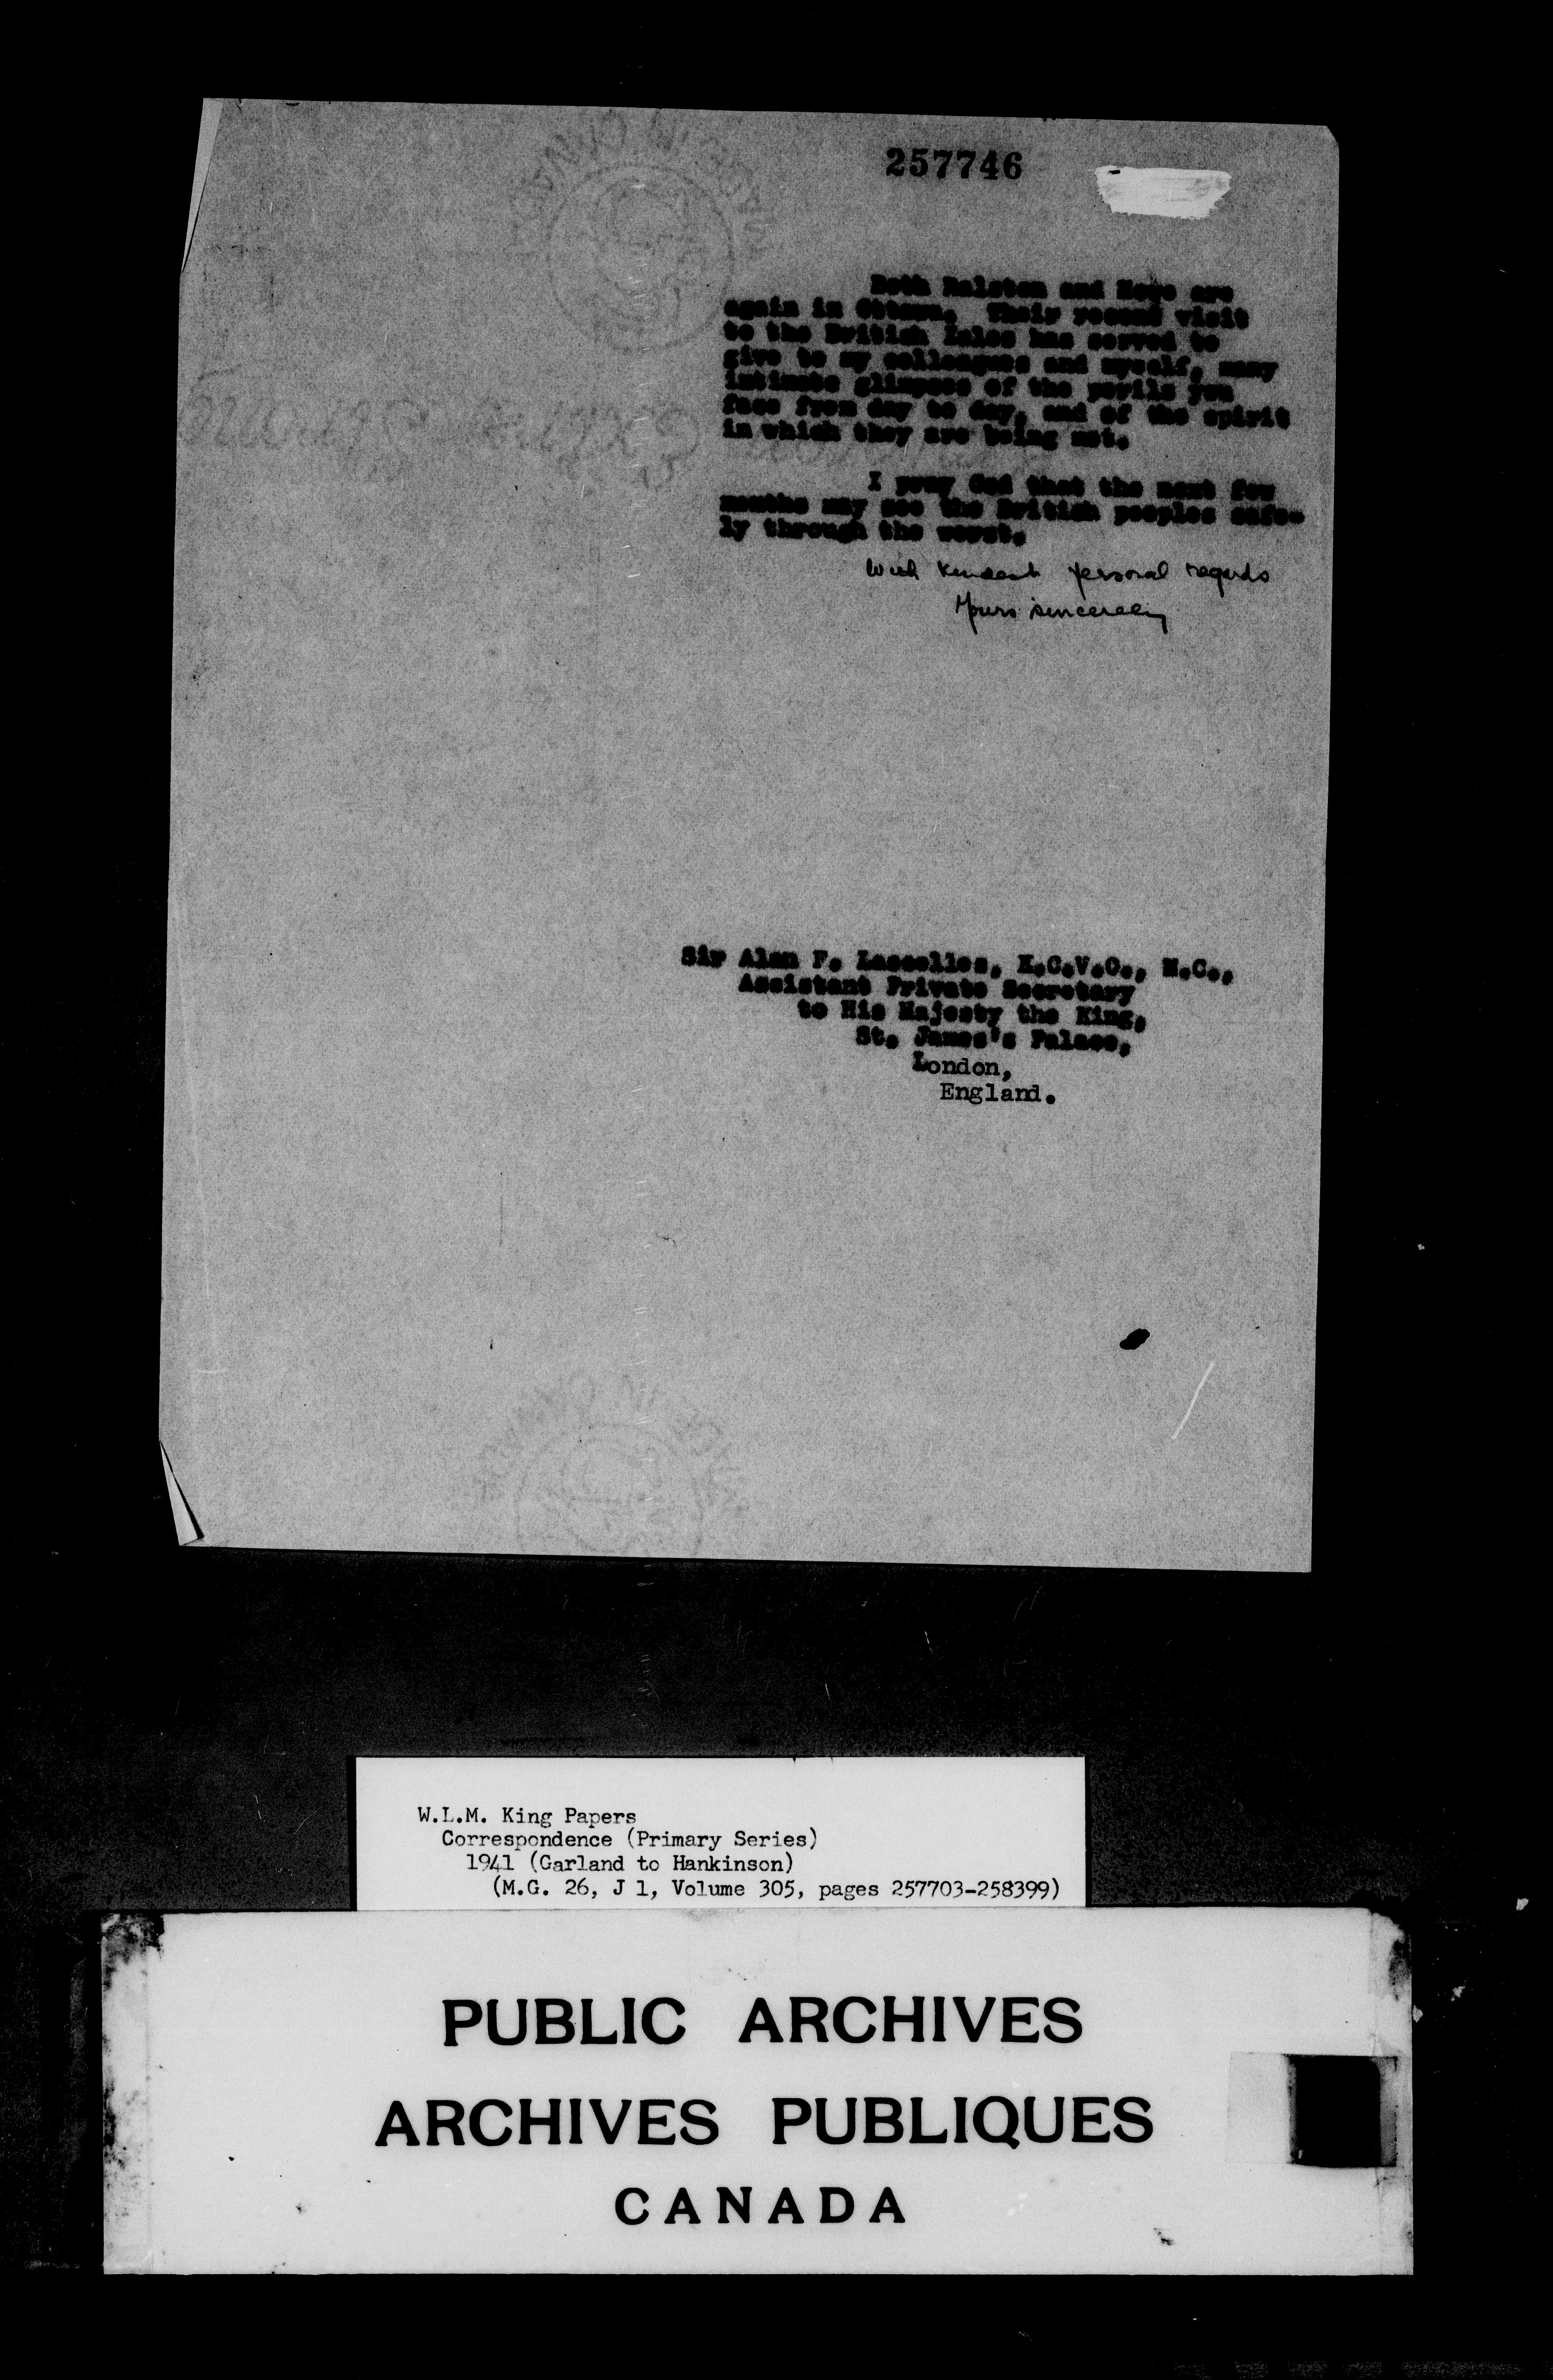 257746
Both Ralston and Howe are
again in Ottawa. Their recent visit
to the British Isles has served to
give to my colleagues and myself, many
intimate glimpses of the perils you
face from day to day, and of the spirit
in which they are being met.
I pray God that the next few
months may see the British peoples safe-
ly through the worst.
With kindest personal regards
Yours sincerely
Sir Alan F. Lascelles, K.C.V.O., M.C.,
Assistant Private Secretary
to His Majesty the King,
St. James's Palace,
London,
England.
W.L.M. King Papers
Correspondence (Primary Series)
1941 (Garland to Hankinson)
(M.G. 26, J 1, Volume 305, pages 257703-258399)
PUBLIC ARCHIVES
ARCHIVES PUBLIQUES
CANADA